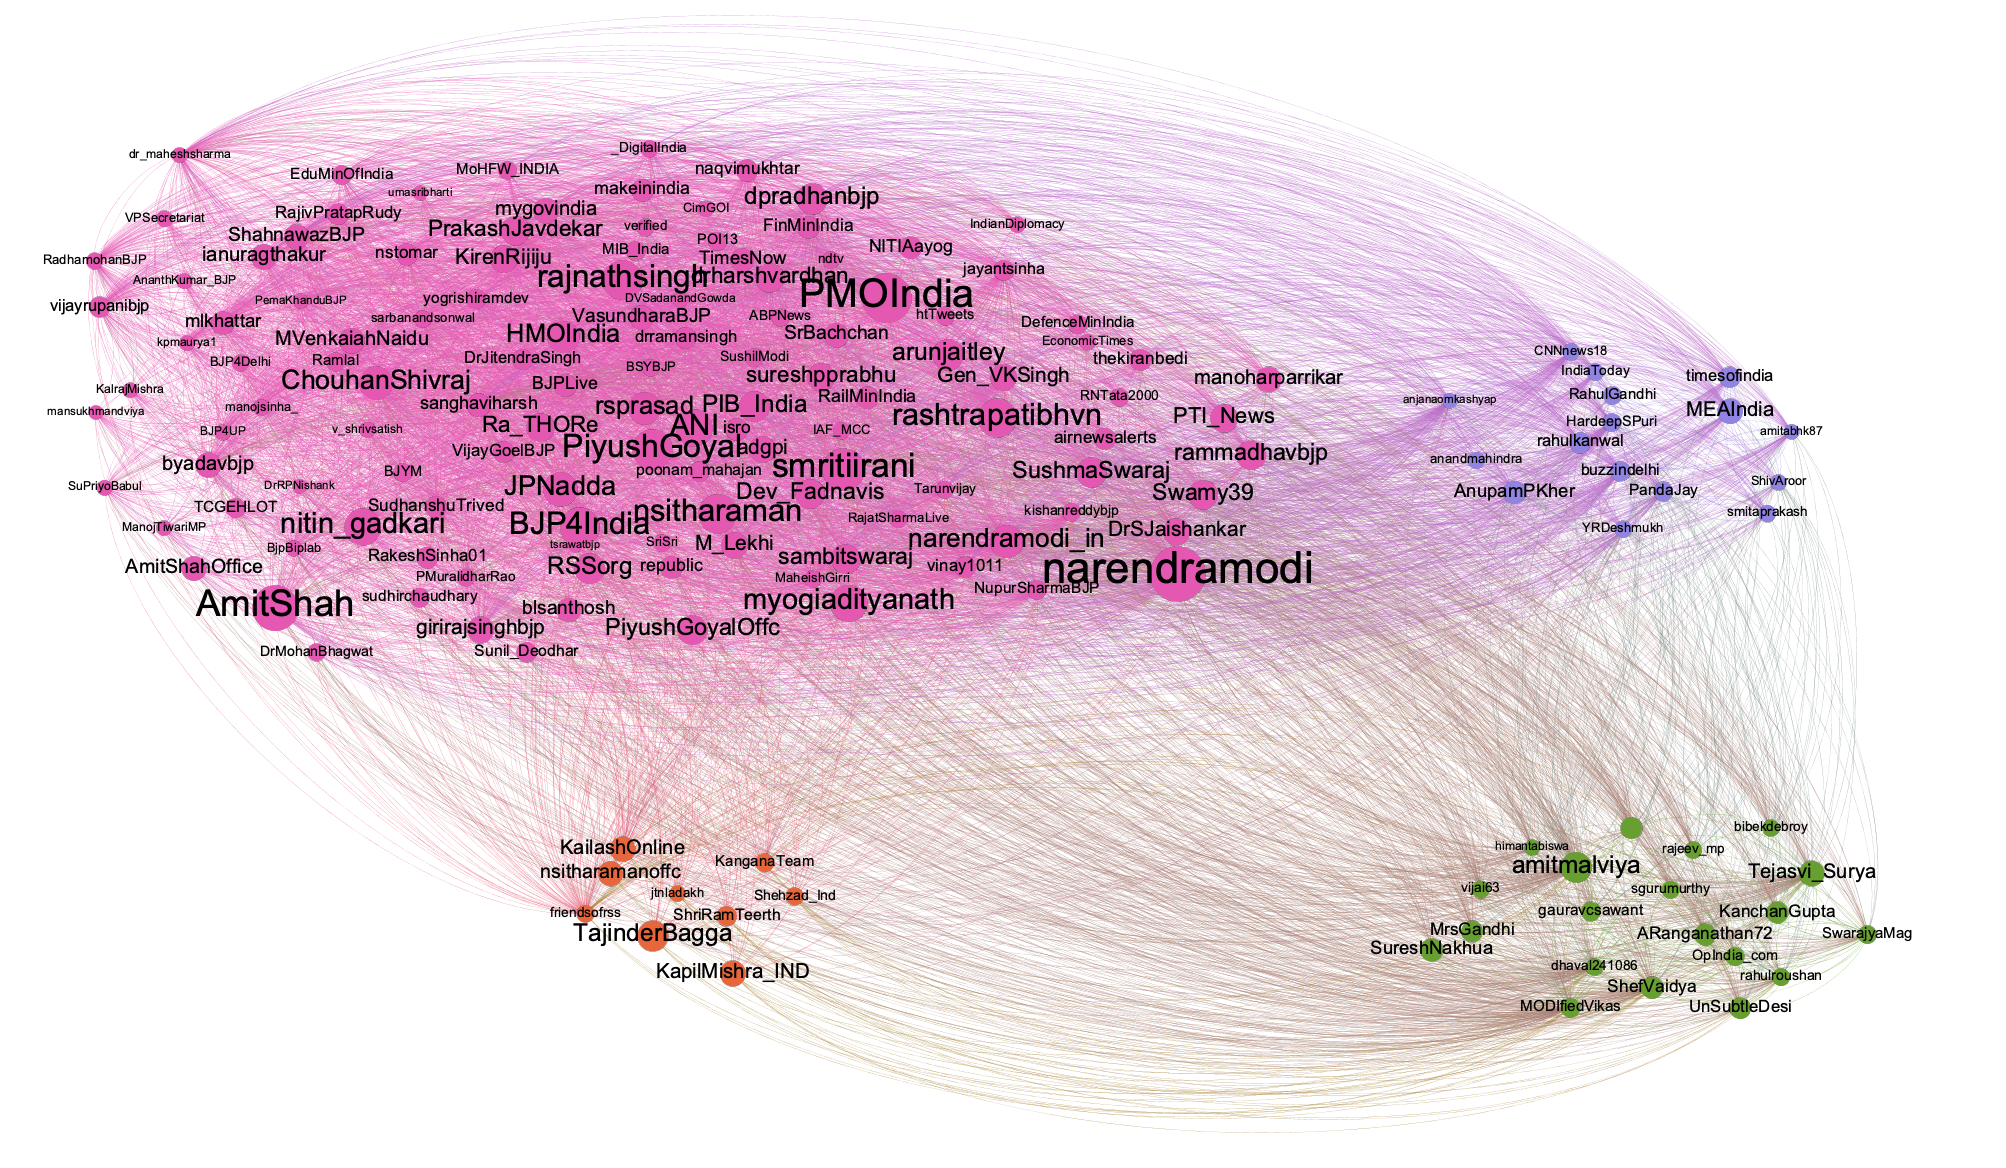 dr_maheshsharma
_DigitalIndia
EduMinOfIndia
MoHFW_INDIA
naqvimukhtar
umasribharti
makeinindia
dpradhanbjp
VPSecretariat
RajivPratapRudy
mygovindia
CimGOI
ShahnawazBJP
PrakashJavdekar
verified
FinMinIndia
IndianDiplomacy
ianuragthakur
nstomar
KirenRijiju
MIB_India
POI13
TimesNow
ndtv
NITIAayog
RadhamohanBJP
AnanthKumar_BJP
rajnathsingh
drharshvardhan
jayantsinha
vijayrupanibjp
PemaKhanduBJP
yogrishiramdev
DVSadanandGowda
PMOIndia
mlkhattar
sarbanandsonwal
VasundharaBJP
ABPNews
htTweets
DefenceMinIndia
kpmaurya1
MVenkaiahNaidu
HMOIndia
drramansingh
SrBachchan
EconomicTimes
BJP4Delhi
Ramlal
DrJitendraSingh
SushilModi
arunjaitley
thekiranbedi
CNNnews18
BSYBJP
KalrajMishra
ChouhanShivraj
BJPLive
sureshpprabhu
Gen_VKSingh
manoharparrikar
IndiaToday
timesofindia
mansukhmandviya
manojsinha_
sanghaviharsh
rsprasad
PIB_India
RailMinIndia
RNTata2000
anjanaomkashyap
RahulGandhi
MEAIndia
BJP4UP
v_shrivsatish
Ra_THORe
ANI
isro
IAF_MCC
rashtrapatibhvn
PTI_News
HardeepSPuri
amitabhk87
byadavbjp
VijayGoelBJP
PiyushGoyal
adgpi
airnewsalerts
rahulkanwal
SuPriyoBabul
DrRPNishank
BJYM
poonam_mahajan
smritiirani
SushmaSwaraj
rammadhavbjp
anandmahindra
buzzindelhi
TCGEHLOT
SudhanshuTrived
JPNadda
Dev_Fadnavis
Tarunvijay
Swamy39
AnupamPKher
PandaJay
ShivAroor
ManojTiwariMP
nitin_gadkari
BJP4India
nsitharaman
RajatSharmaLive
kishanreddybjp
smitaprakash
BjpBiplab
tsrawatbjp
SriSri
M_Lekhi
narendramodi_in
DrSJaishankar
YRDeshmukh
AmitShahOffice
RakeshSinha01
RSSorg
republic
sambitswaraj
vinay1011
narendramodi
PMuralidharRao
MaheishGirri
NupurSharmaBJP
AmitShah
sudhirchaudhary
blsanthosh
myogiadityanath
girirajsinghbjp
PiyushGoyalOffc
DrMohanBhagwat
Sunil_Deodhar
KailashOnline
nsitharamanoffc
KanganaTeam
jtnladakh
Shehzad_Ind
friendsofrss
ShriRamTeerth
TajinderBagga
KapilMishra_IND
bibekdebroy
himantabiswa
rajeev_mp
amitmalviya
Tejasvi_Surya
vijai63
sgurumurthy
gauravcsawant
KanchanGupta
MrsGandhi
ARanganathan72
SwarajyaMag
SureshNakhua
OpIndia_com
dhaval241086
rahulroushan
ShefVaidya
MODIfiedVikas
UnSubtleDesi